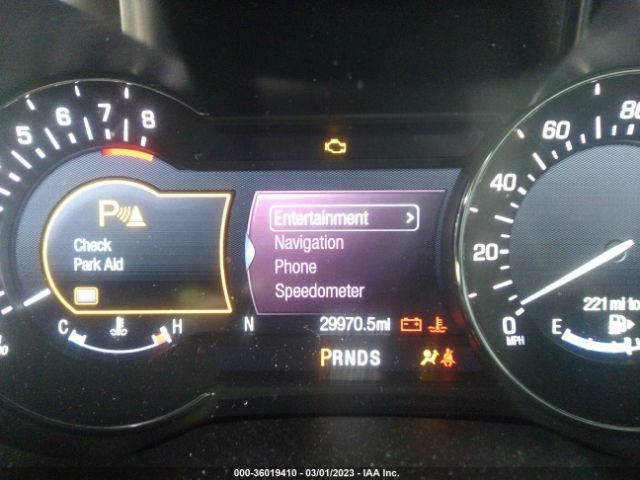 5 6 7 8
P
Check
Park Aid
C H
Entertainment >
Navigation
Phone
Speedometer
N 29970.5mi
PRNDS
0 20 40 60 80
MPH
221 mi to
E
000-36019410 - 03/01/2023 - IAA Inc.